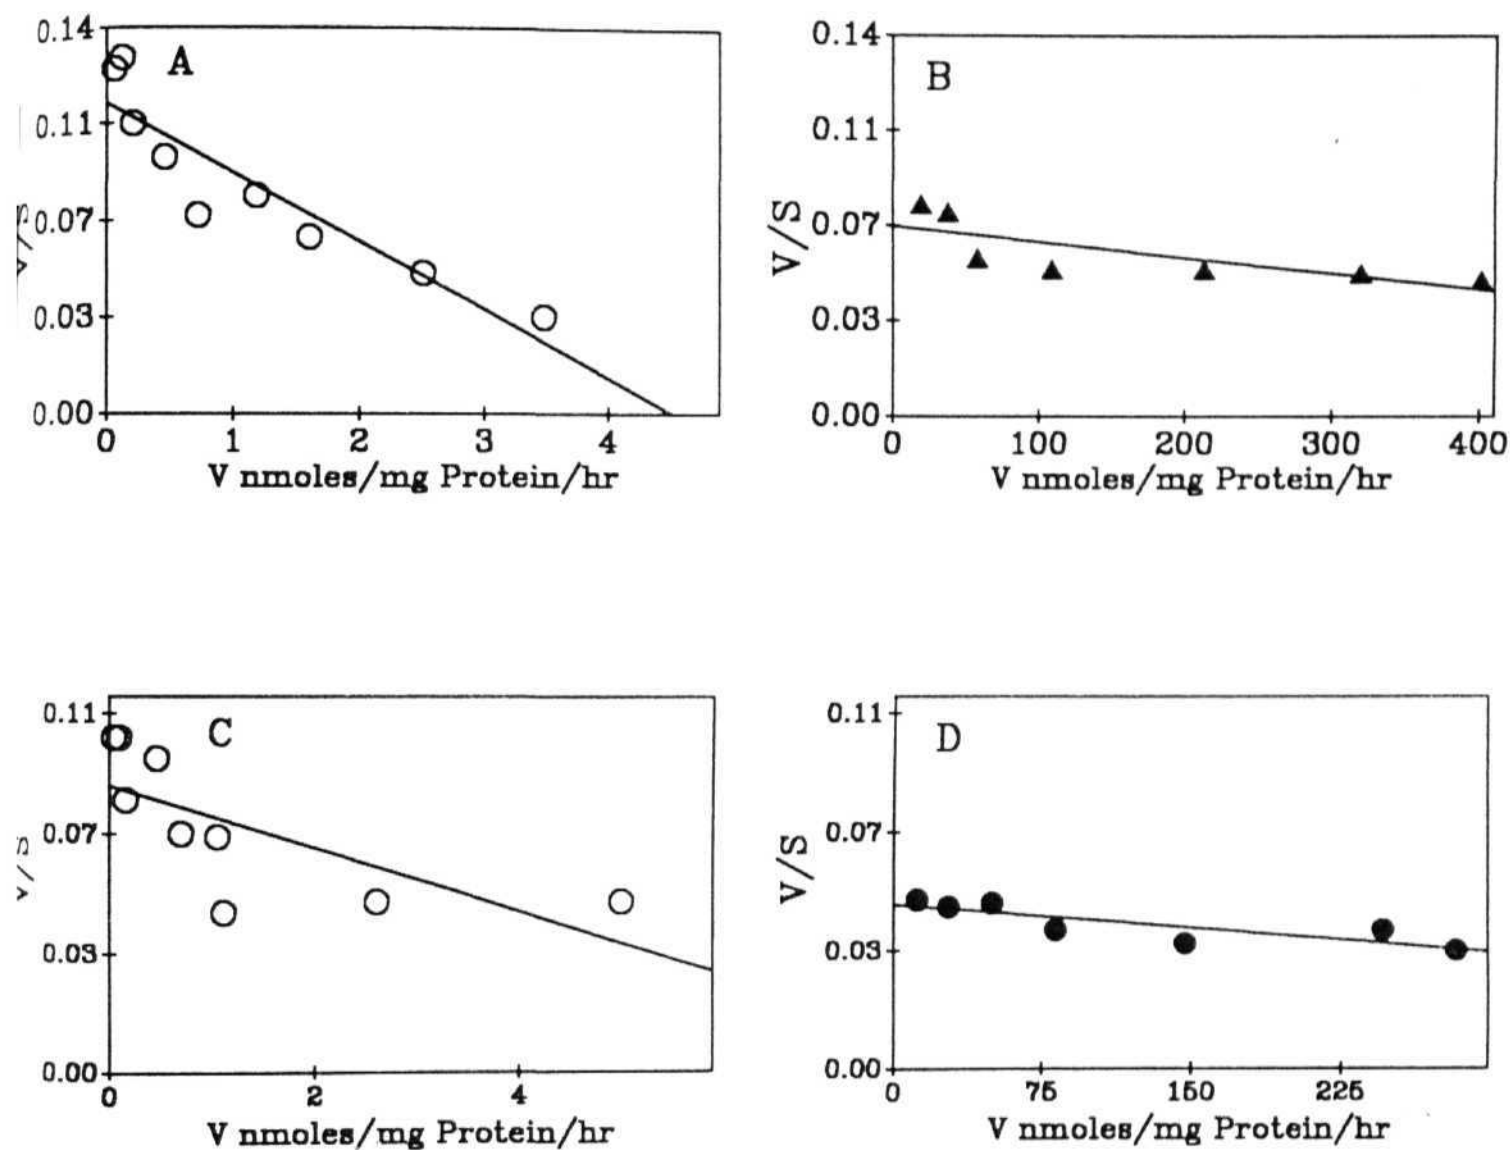 0.14
A
0.11
V/S
0.07
0.03
0.00
0 1 2 3 4
V nmoles/mg Protein/hr
0.14
B
0.11
V/S
0.07
0.03
0.00
0 100 200 300 400
V nmoles/mg Protein/hr
0.11
C
0.07
V/S
0.03
0.00
0 2 4
V nmoles/mg Protein/hr
0.11
D
0.07
V/S
0.03
0.00
0 75 150 225
V nmoles/mg Protein/hr